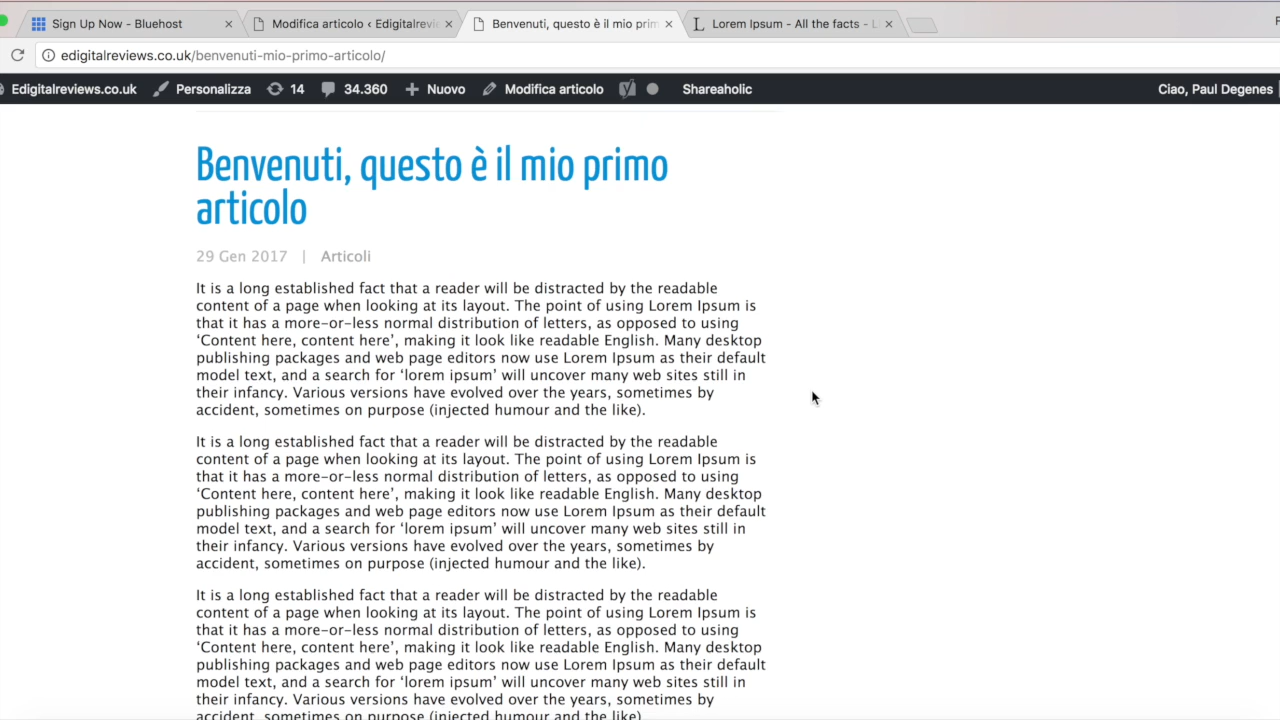 Sign Up Now - Bluehost
Modifica articolo ‹ Edigitalrevie
Benvenuti, questo è il mio prim
Lorem Ipsum - All the facts - L
edigitalreviews.co.uk/benvenuti-mio-primo-articolo/
Edigitalreviews.co.uk Personalizza 14 34.360 Nuovo Modifica articolo Shareaholic Ciao, Paul Degenes
Benvenuti, questo è il mio primo
articolo
29 Gen 2017 | Articoli
It is a long established fact that a reader will be distracted by the readable
content of a page when looking at its layout. The point of using Lorem Ipsum is
that it has a more-or-less normal distribution of letters, as opposed to using
‘Content here, content here’, making it look like readable English. Many desktop
publishing packages and web page editors now use Lorem Ipsum as their default
model text, and a search for ‘lorem ipsum’ will uncover many web sites still in
their infancy. Various versions have evolved over the years, sometimes by
accident, sometimes on purpose (injected humour and the like).
It is a long established fact that a reader will be distracted by the readable
content of a page when looking at its layout. The point of using Lorem Ipsum is
that it has a more-or-less normal distribution of letters, as opposed to using
‘Content here, content here’, making it look like readable English. Many desktop
publishing packages and web page editors now use Lorem Ipsum as their default
model text, and a search for ‘lorem ipsum’ will uncover many web sites still in
their infancy. Various versions have evolved over the years, sometimes by
accident, sometimes on purpose (injected humour and the like).
It is a long established fact that a reader will be distracted by the readable
content of a page when looking at its layout. The point of using Lorem Ipsum is
that it has a more-or-less normal distribution of letters, as opposed to using
‘Content here, content here’, making it look like readable English. Many desktop
publishing packages and web page editors now use Lorem Ipsum as their default
model text, and a search for ‘lorem ipsum’ will uncover many web sites still in
their infancy. Various versions have evolved over the years, sometimes by
accident, sometimes on purpose (injected humour and the like).